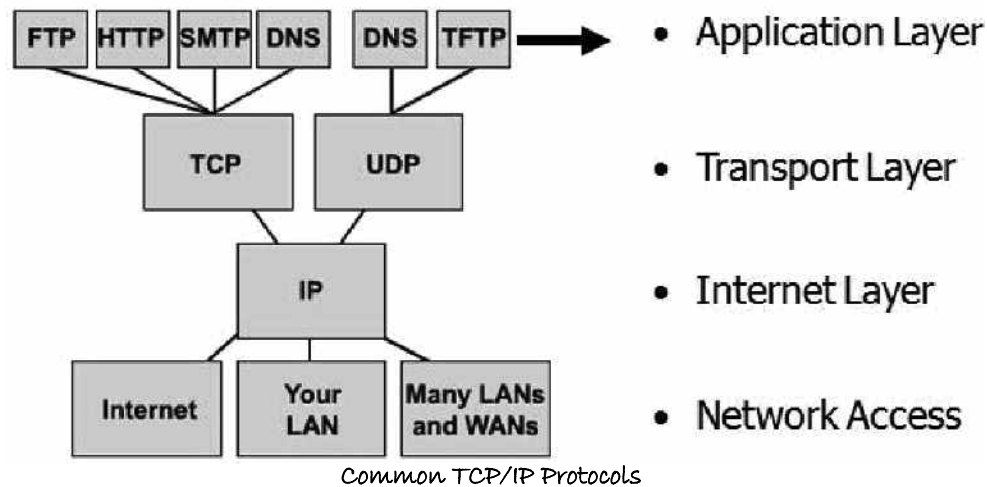 FTP HTTP SMTP DNS DNS TFTP • Application Layer
TCP UDP • Transport Layer
IP • Internet Layer
Internet Your LAN Many LANs and WANs • Network Access
Common TCP/IP Protocols